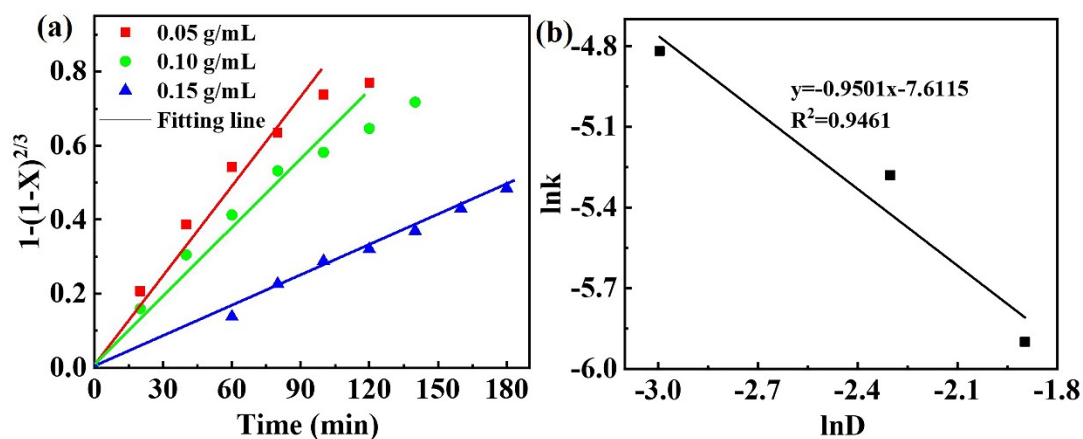 (a)
0.05 g/mL
0.10 g/mL
0.15 g/mL
Fitting line
1-(1-X)^{2/3}
0.8
0.6
0.4
0.2
0.0
0 30 60 90 120 150 180
Time (min)
(b)
y=-0.9501x-7.6115
R²=0.9461
lnk
-4.8
-5.1
-5.4
-5.7
-6.0
-3.0 -2.7 -2.4 -2.1 -1.8
lnD